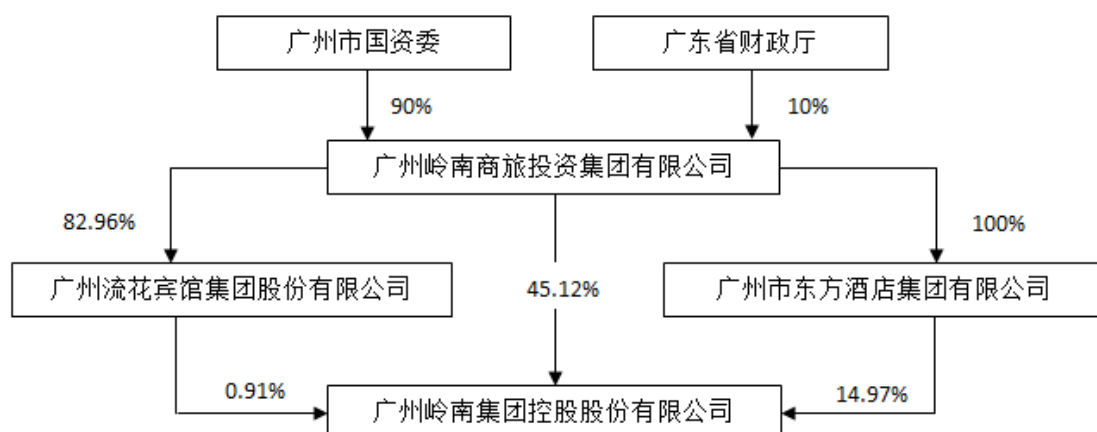 广州市国资委
广东省财政厅
90%
10%
广州岭南商旅投资集团有限公司
82.96%
100%
广州流花宾馆集团股份有限公司
45.12%
广州市东方酒店集团有限公司
0.91%
广州岭南集团控股股份有限公司
14.97%